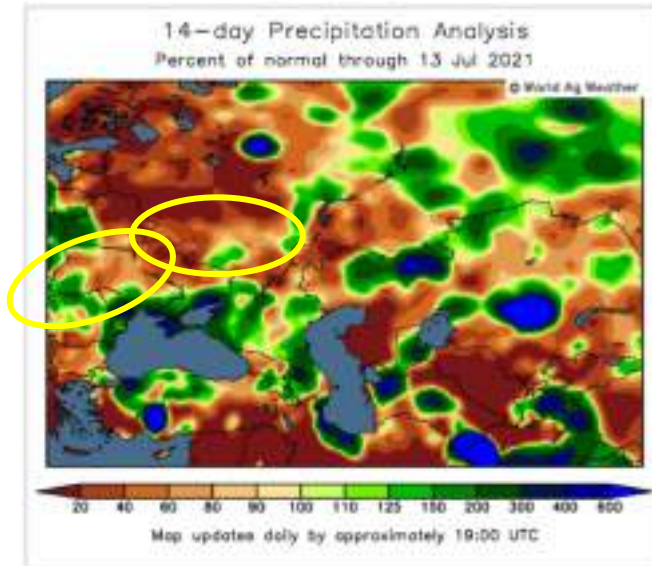 14-day Precipitation Analysis
Percent of normal through 13 Jul 2021
© World Ag Weather
20 40 60 80 90 100 110 125 150 200 300 400 600
Map updates daily by approximately 19:00 UTC